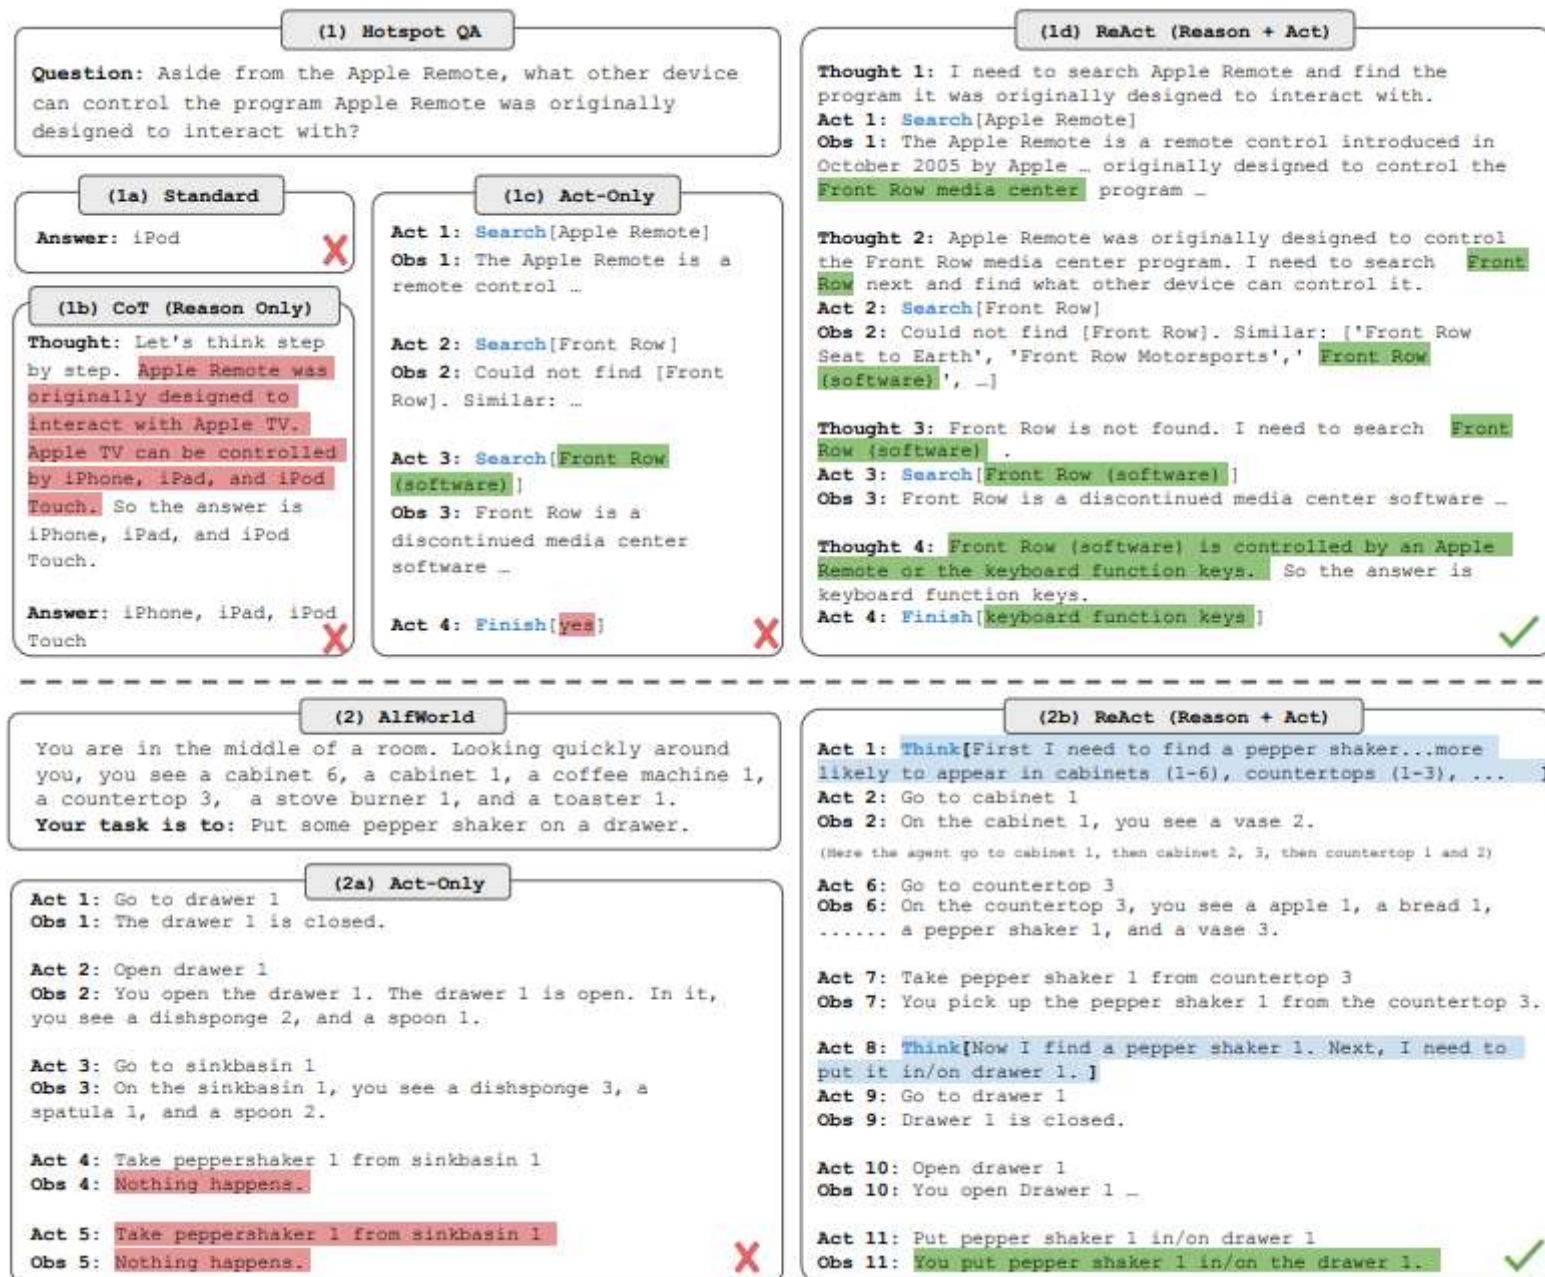 (1) Hotspot QA
Question: Aside from the Apple Remote, what other device
can control the program Apple Remote was originally
designed to interact with?
(1a) Standard
Answer: iPod
(1b) CoT (Reason Only)
Thought: Let's think step
by step. Apple Remote was
originally designed to
interact with Apple TV.
Apple TV can be controlled
by iPhone, iPad, and iPod
Touch. So the answer is
iPhone, iPad, and iPod
Touch.
Answer: iPhone, iPad, iPod
Touch
(1c) Act-Only
Act 1: Search[Apple Remote]
Obs 1: The Apple Remote is a
remote control …
Act 2: Search[Front Row]
Obs 2: Could not find [Front
Row]. Similar: …
Act 3: Search[Front Row
(software)]
Obs 3: Front Row is a
discontinued media center
software …
Act 4: Finish[yes]
(1d) ReAct (Reason + Act)
Thought 1: I need to search Apple Remote and find the
program it was originally designed to interact with.
Act 1: Search[Apple Remote]
Obs 1: The Apple Remote is a remote control introduced in
October 2005 by Apple … originally designed to control the
Front Row media center program …
Thought 2: Apple Remote was originally designed to control
the Front Row media center program. I need to search Front
Row next and find what other device can control it.
Act 2: Search[Front Row]
Obs 2: Could not find [Front Row]. Similar: ['Front Row
Seat to Earth', 'Front Row Motorsports',' Front Row
(software)', …]
Thought 3: Front Row is not found. I need to search Front
Row (software) .
Act 3: Search[Front Row (software)]
Obs 3: Front Row is a discontinued media center software …
Thought 4: Front Row (software) is controlled by an Apple
Remote or the keyboard function keys. So the answer is
keyboard function keys.
Act 4: Finish[keyboard function keys]
(2) AlfWorld
You are in the middle of a room. Looking quickly around
you, you see a cabinet 6, a cabinet 1, a coffee machine 1,
a countertop 3, a stove burner 1, and a toaster 1.
Your task is to: Put some pepper shaker on a drawer.
(2a) Act-Only
Act 1: Go to drawer 1
Obs 1: The drawer 1 is closed.
Act 2: Open drawer 1
Obs 2: You open the drawer 1. The drawer 1 is open. In it,
you see a dishsponge 2, and a spoon 1.
Act 3: Go to sinkbasin 1
Obs 3: On the sinkbasin 1, you see a dishsponge 3, a
spatula 1, and a spoon 2.
Act 4: Take peppershaker 1 from sinkbasin 1
Obs 4: Nothing happens.
Act 5: Take peppershaker 1 from sinkbasin 1
Obs 5: Nothing happens.
(2b) ReAct (Reason + Act)
Act 1: Think[First I need to find a pepper shaker...more
likely to appear in cabinets (1-6), countertops (1-3), ... ]
Act 2: Go to cabinet 1
Obs 2: On the cabinet 1, you see a vase 2.
(Here the agent go to cabinet 1, then cabinet 2, 3, then countertop 1 and 2)
Act 6: Go to countertop 3
Obs 6: On the countertop 3, you see a apple 1, a bread 1,
...... a pepper shaker 1, and a vase 3.
Act 7: Take pepper shaker 1 from countertop 3
Obs 7: You pick up the pepper shaker 1 from the countertop 3.
Act 8: Think[Now I find a pepper shaker 1. Next, I need to
put it in/on drawer 1. ]
Act 9: Go to drawer 1
Obs 9: Drawer 1 is closed.
Act 10: Open drawer 1
Obs 10: You open Drawer 1 …
Act 11: Put pepper shaker 1 in/on drawer 1
Obs 11: You put pepper shaker 1 in/on the drawer 1.